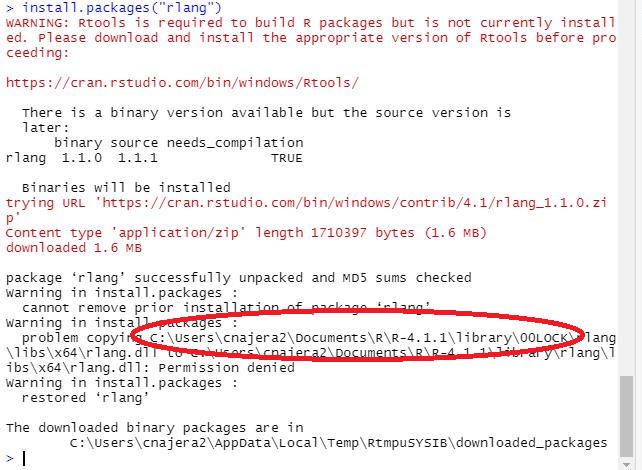 > install.packages("rlang")
WARNING: Rtools is required to build R packages but is not currently install
ed. Please download and install the appropriate version of Rtools before pro
ceeding:
https://cran.rstudio.com/bin/windows/Rtools/
There is a binary version available but the source version is
later:
binary source needs_compilation
rlang 1.1.0 1.1.1 TRUE
Binaries will be installed
trying URL 'https://cran.rstudio.com/bin/windows/contrib/4.1/rlang_1.1.0.zi
p'
Content type 'application/zip' length 1710397 bytes (1.6 MB)
downloaded 1.6 MB
package ‘rlang’ successfully unpacked and MD5 sums checked
Warning in install.packages :
cannot remove prior installation of package ‘rlang’
Warning in install.packages :
problem copying C:\Users\cnajera2\Documents\R\R-4.1.1\library\00LOCK\rlang
\libs\x64\rlang.dll to C:\Users\cnajera2\Documents\R\R-4.1.1\library\rlang\l
ibs\x64\rlang.dll: Permission denied
Warning in install.packages :
restored ‘rlang’
The downloaded binary packages are in
C:\Users\cnajera2\AppData\Local\Temp\RtmpuSYSIB\downloaded_packages
>